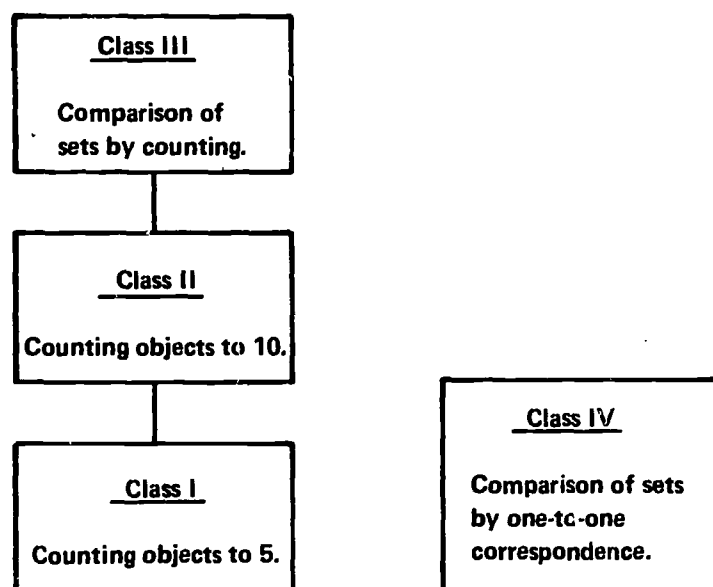 Class III
Comparison of
sets by counting.
Class II
Counting objects to 10.
Class I
Counting objects to 5.
Class IV
Comparison of sets
by one-to-one
correspondence.